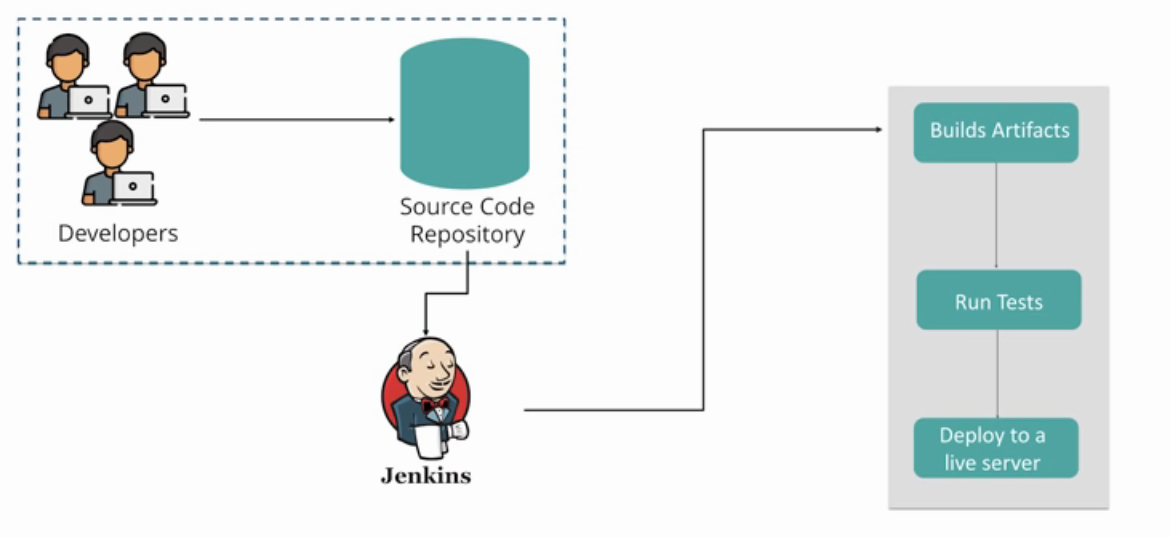 Developers
Source Code
Repository
Jenkins
Builds Artifacts
Run Tests
Deploy to a
live server